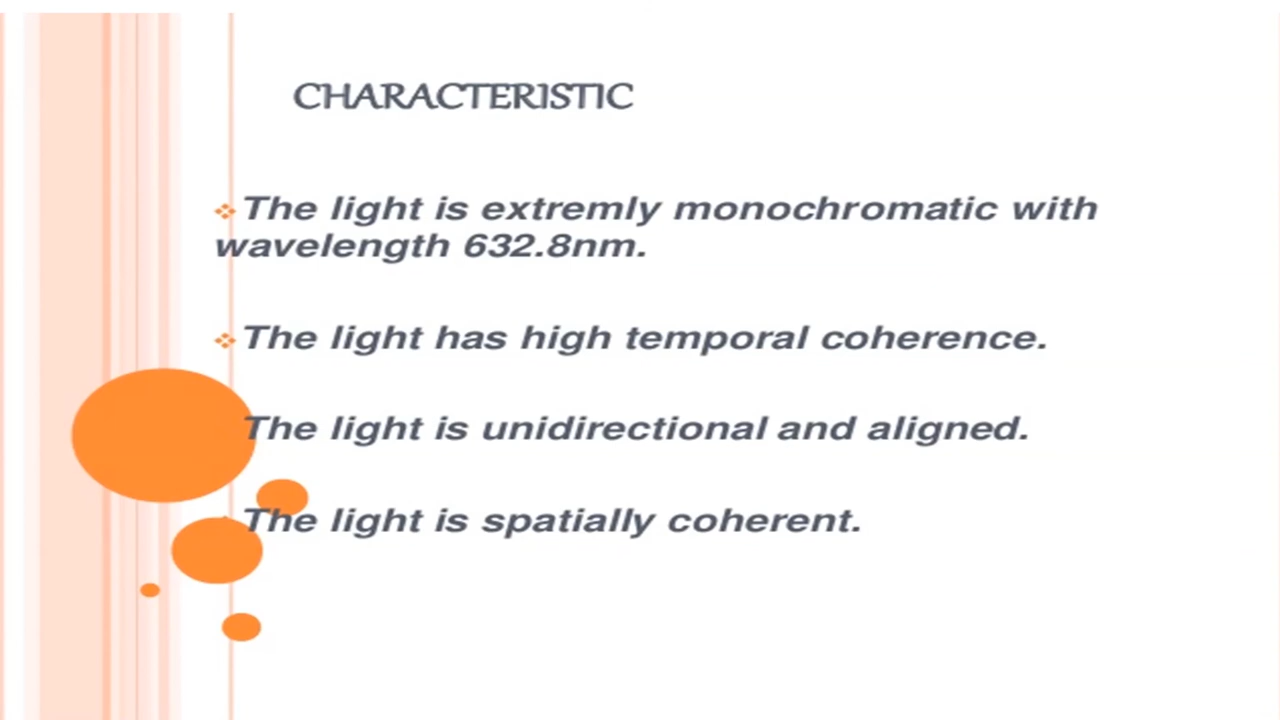 CHARACTERISTIC
The light is extremly monochromatic with
wavelength 632.8nm.
The light has high temporal coherence.
The light is unidirectional and aligned.
The light is spatially coherent.